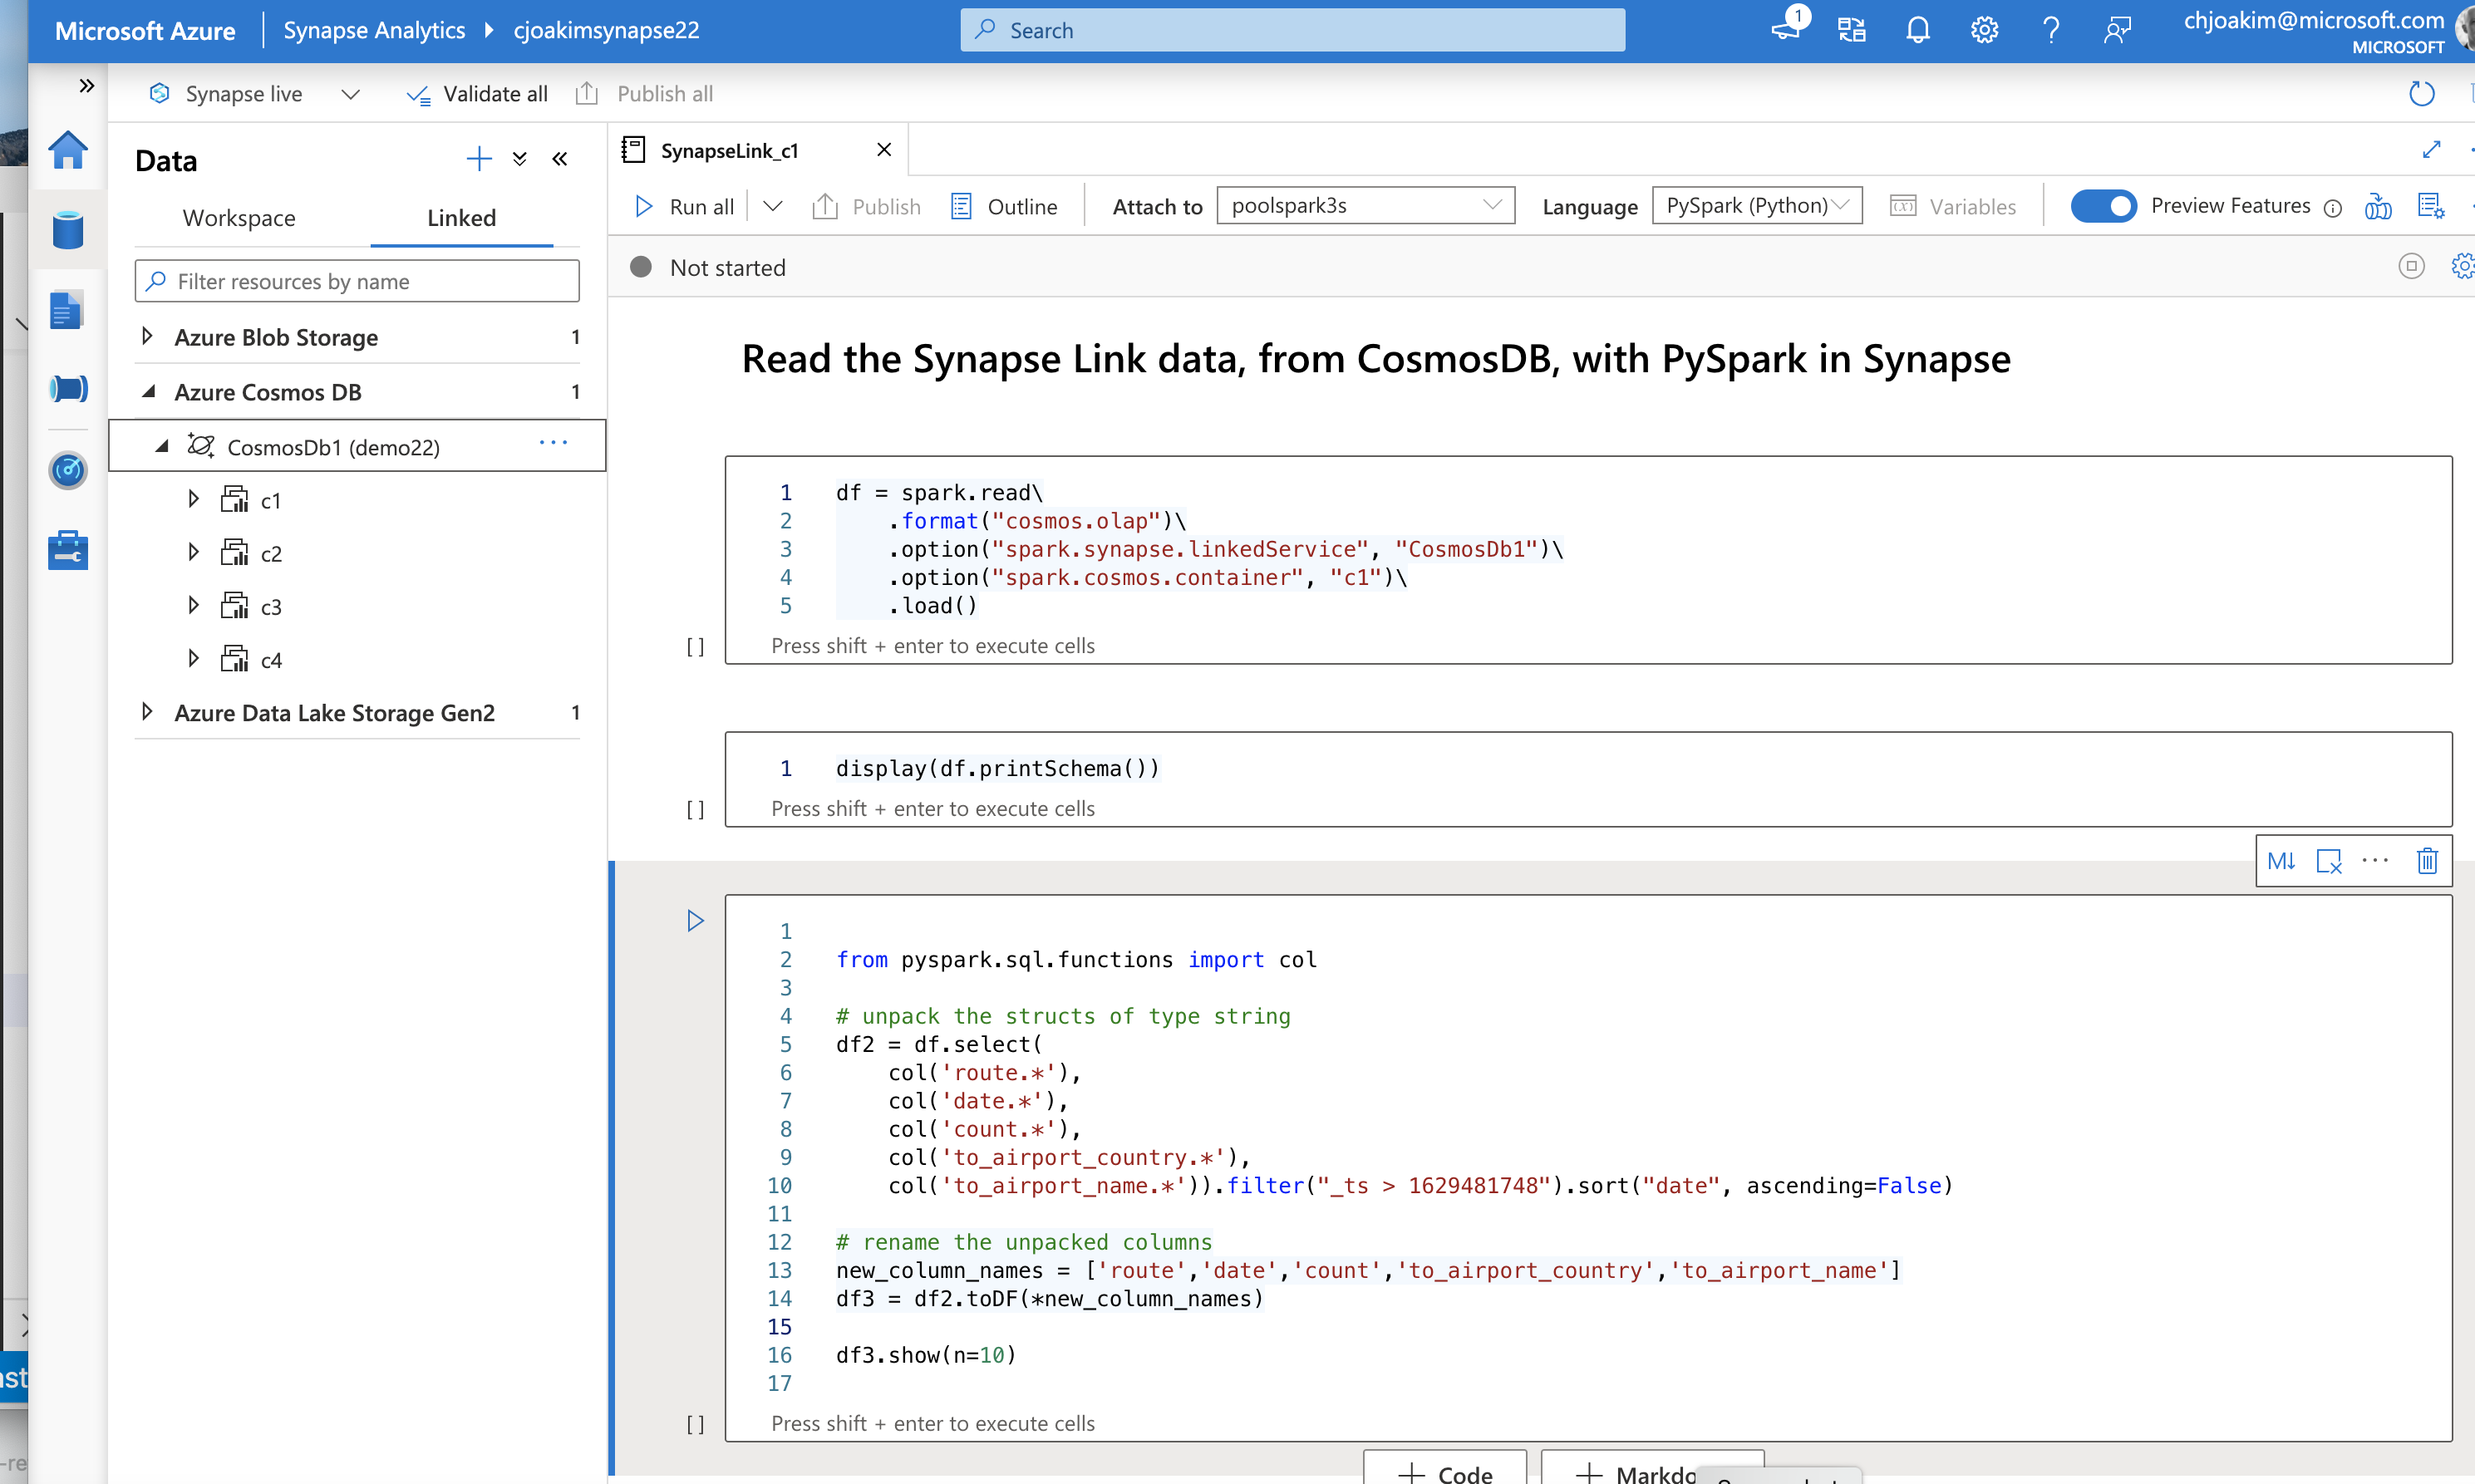 Microsoft Azure
Synapse Analytics
cjoakimsynapse22
Search
1
chjoakim@microsoft.com
MICROSOFT
Synapse live
Validate all
Publish all
Data
Workspace
Linked
Filter resources by name
Azure Blob Storage 1
Azure Cosmos DB 1
CosmosDb1 (demo22)
c1
c2
c3
c4
Azure Data Lake Storage Gen2 1
SynapseLink_c1
Run all
Publish
Outline
Attach to
poolspark3s
Language
PySpark (Python)
Variables
Preview Features
Not started
Read the Synapse Link data, from CosmosDB, with PySpark in Synapse
1 df = spark.read\
2     .format("cosmos.olap")\
3     .option("spark.synapse.linkedService", "CosmosDb1")\
4     .option("spark.cosmos.container", "c1")\
5     .load()
[ ] Press shift + enter to execute cells
1 display(df.printSchema())
[ ] Press shift + enter to execute cells
M↓
1
2 from pyspark.sql.functions import col
3
4 # unpack the structs of type string
5 df2 = df.select(
6     col('route.*'),
7     col('date.*'),
8     col('count.*'),
9     col('to_airport_country.*'),
10     col('to_airport_name.*')).filter("_ts > 1629481748").sort("date", ascending=False)
11
12 # rename the unpacked columns
13 new_column_names = ['route','date','count','to_airport_country','to_airport_name']
14 df3 = df2.toDF(*new_column_names)
15
16 df3.show(n=10)
17
[ ] Press shift + enter to execute cells
+ Code